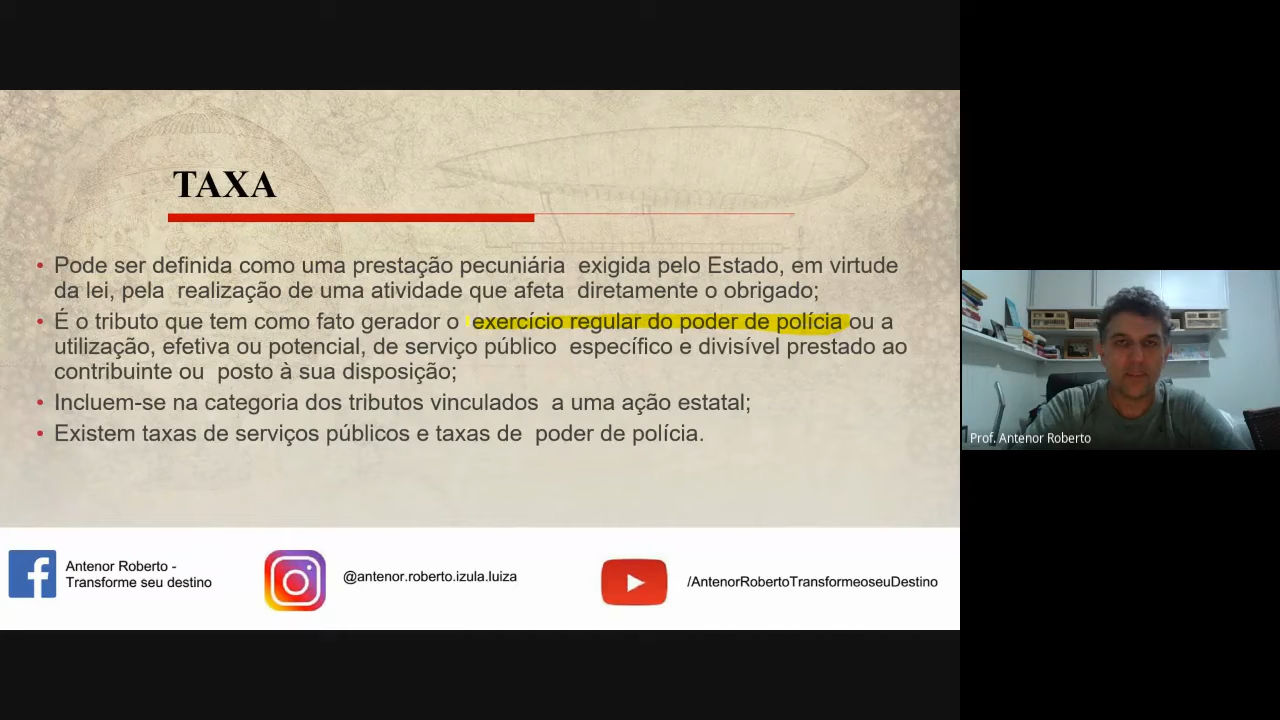 TAXA
• Pode ser definida como uma prestação pecuniária exigida pelo Estado, em virtude
da lei, pela realização de uma atividade que afeta diretamente o obrigado;
• É o tributo que tem como fato gerador o exercício regular do poder de polícia ou a
utilização, efetiva ou potencial, de serviço público específico e divisível prestado ao
contribuinte ou posto à sua disposição;
• Incluem-se na categoria dos tributos vinculados a uma ação estatal;
• Existem taxas de serviços públicos e taxas de poder de polícia.
Prof. Antenor Roberto
Antenor Roberto -
Transforme seu destino
@antenor.roberto.izula.luiza
/AntenorRobertoTransformeoseuDestino